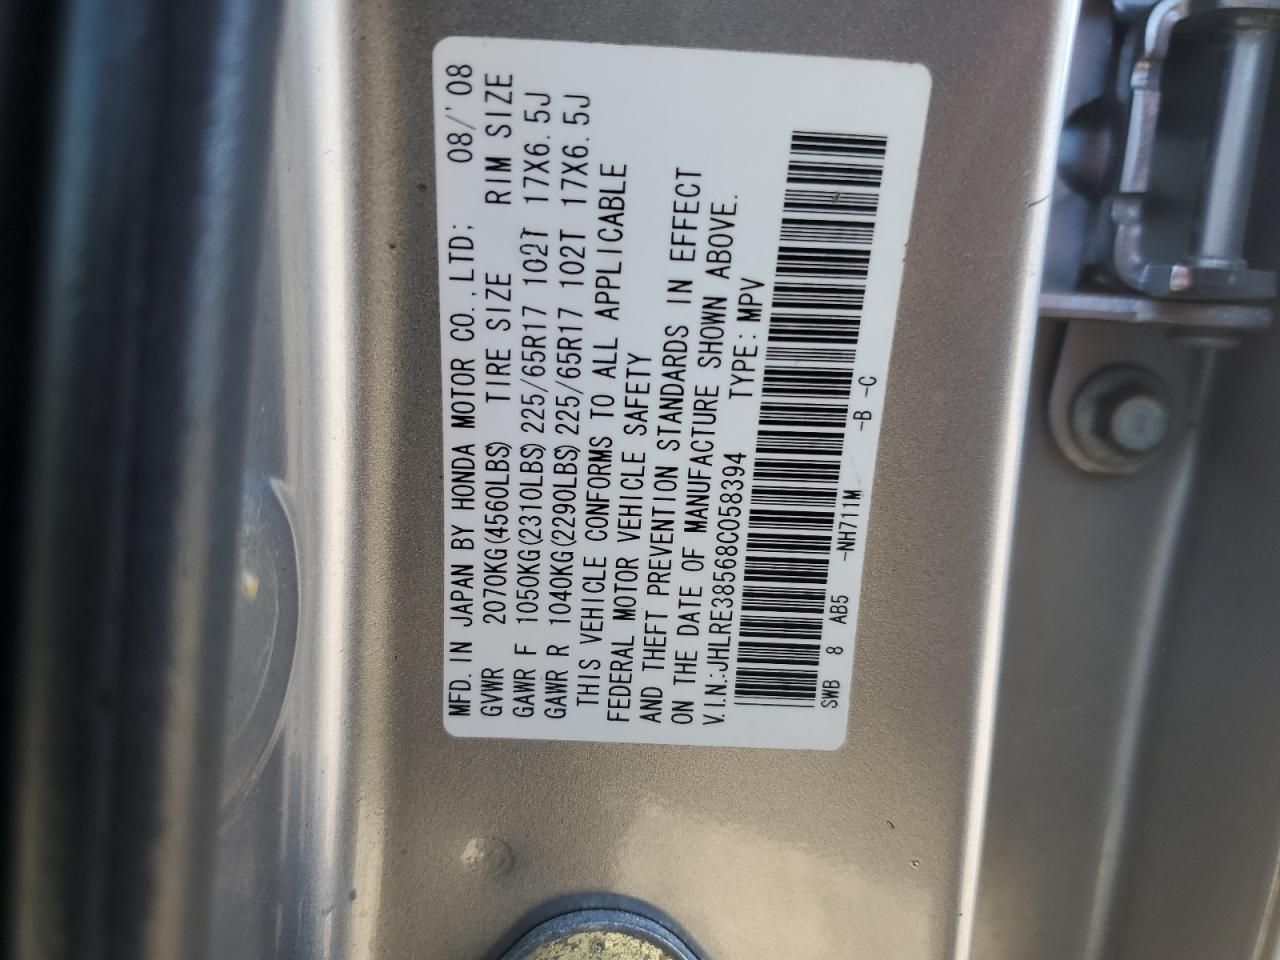 MFD. IN JAPAN BY HONDA MOTOR CO., LTD; 08/'08
GVWR 2070KG(4560LBS) TIRE SIZE RIM SIZE
GAWR F 1050KG(2310LBS) 225/65R17 102T 17X6.5J
GAWR R 1040KG(2290LBS) 225/65R17 102T 17X6.5J
THIS VEHICLE CONFORMS TO ALL APPLICABLE
FEDERAL MOTOR VEHICLE SAFETY
AND THEFT PREVENTION STANDARDS IN EFFECT
ON THE DATE OF MANUFACTURE SHOWN ABOVE.
V.I.N.:JHLRE38568C058394 TYPE: MPV
SWB 8 AB5 -NH711M -B -C